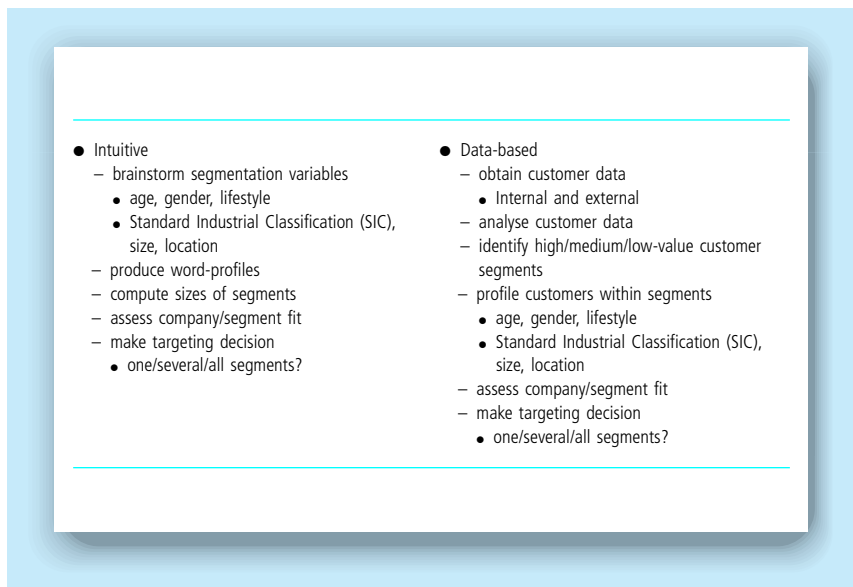 ● Intuitive
– brainstorm segmentation variables
● age, gender, lifestyle
● Standard Industrial Classification (SIC),
size, location
– produce word-profiles
– compute sizes of segments
– assess company/segment fit
– make targeting decision
● one/several/all segments?
● Data-based
– obtain customer data
● Internal and external
– analyse customer data
– identify high/medium/low-value customer
segments
– profile customers within segments
● age, gender, lifestyle
● Standard Industrial Classification (SIC),
size, location
– assess company/segment fit
– make targeting decision
● one/several/all segments?